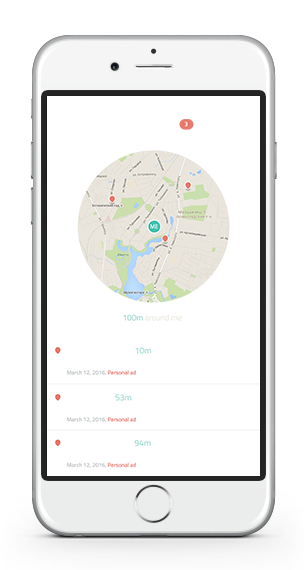 3
ME
100m around me
10m
March 12, 2016, Personal ad
53m
March 12, 2016, Personal ad
94m
March 12, 2016, Personal ad